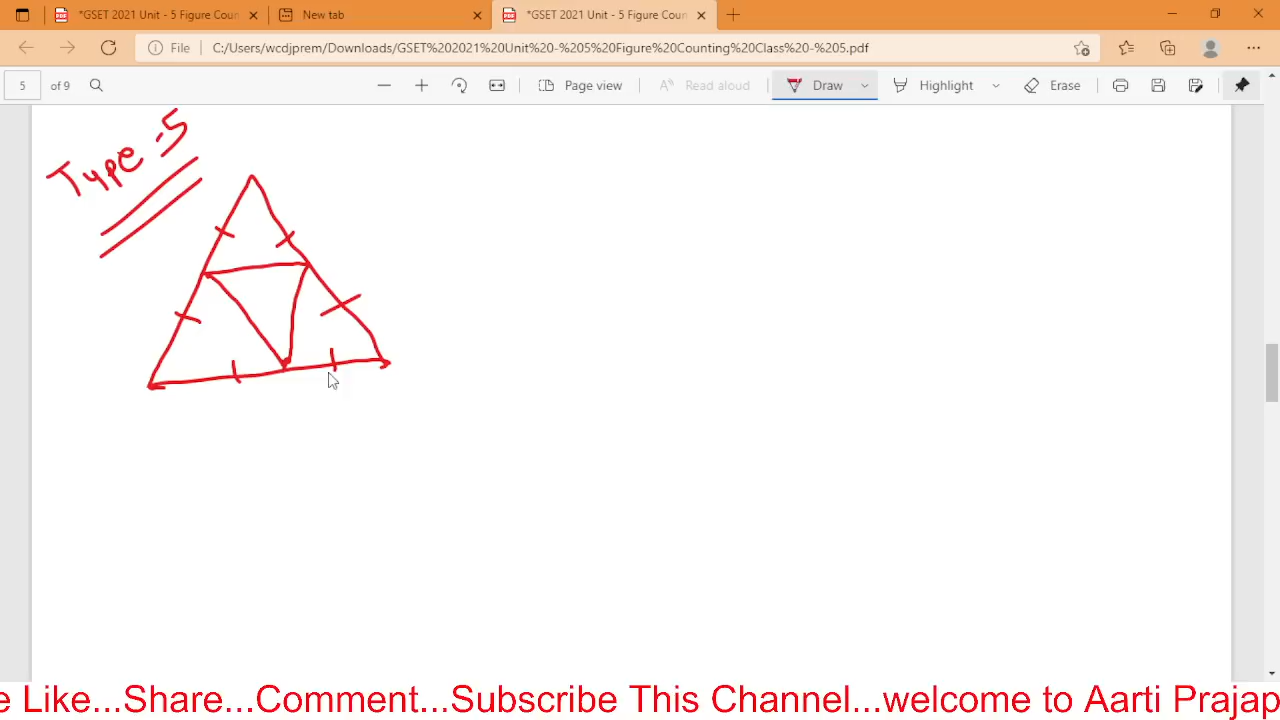 *GSET 2021 Unit - 5 Figure Coun
New tab
*GSET 2021 Unit - 5 Figure Coun
File
C:/Users/wcdjprem/Downloads/GSET%202021%20Unit%20-%205%20Figure%20Counting%20Class%20-%205.pdf
5 of 9
Page view
Read aloud
Draw
Highlight
Erase
Type -5
e Like...Share...Comment...Subscribe This Channel...welcome to Aarti Prajap